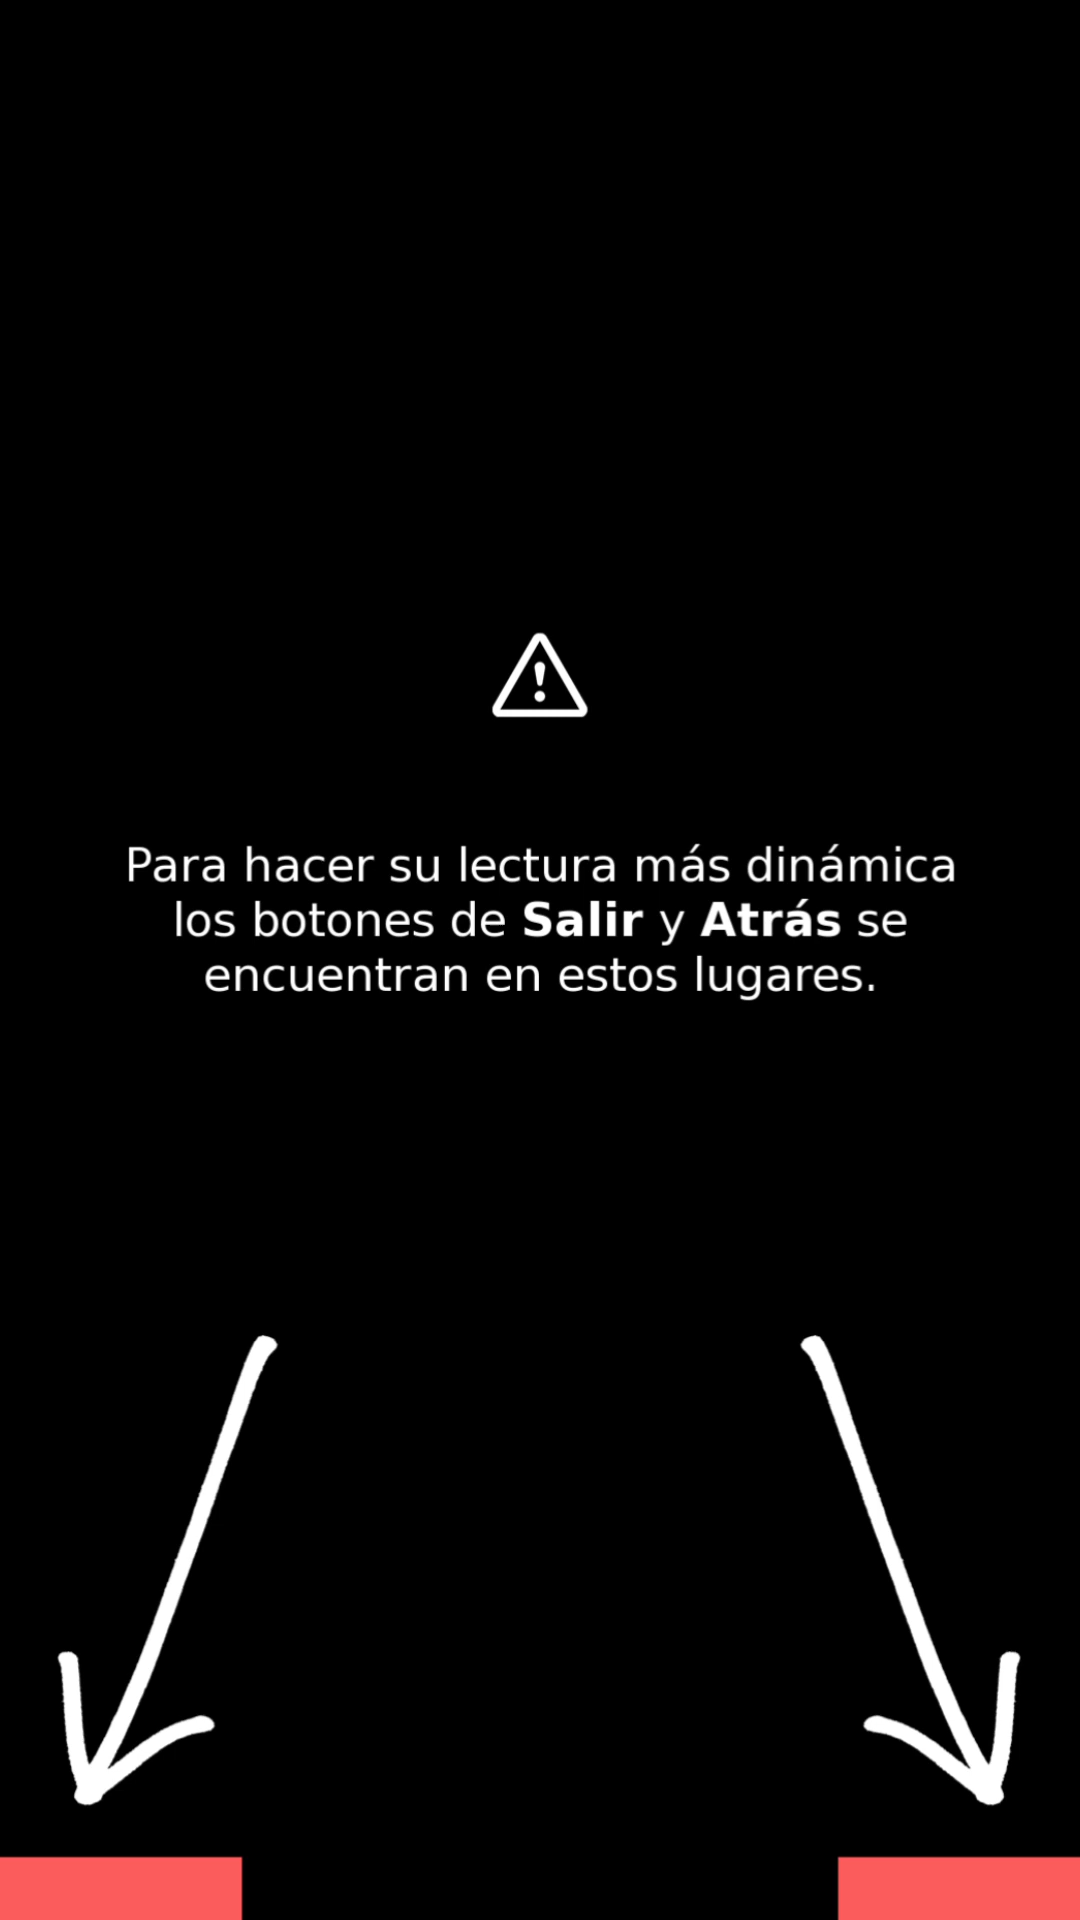 Para hacer su lectura más dinámica
los botones de Salir y Atrás se
encuentran en estos lugares.